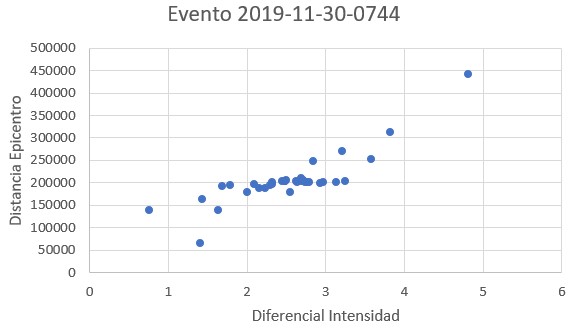 Evento 2019-11-30-0744
500000
450000
400000
350000
300000
250000
200000
150000
100000
50000
0
Distancia Epicentro
0 1 2 3 4 5 6
Diferencial Intensidad